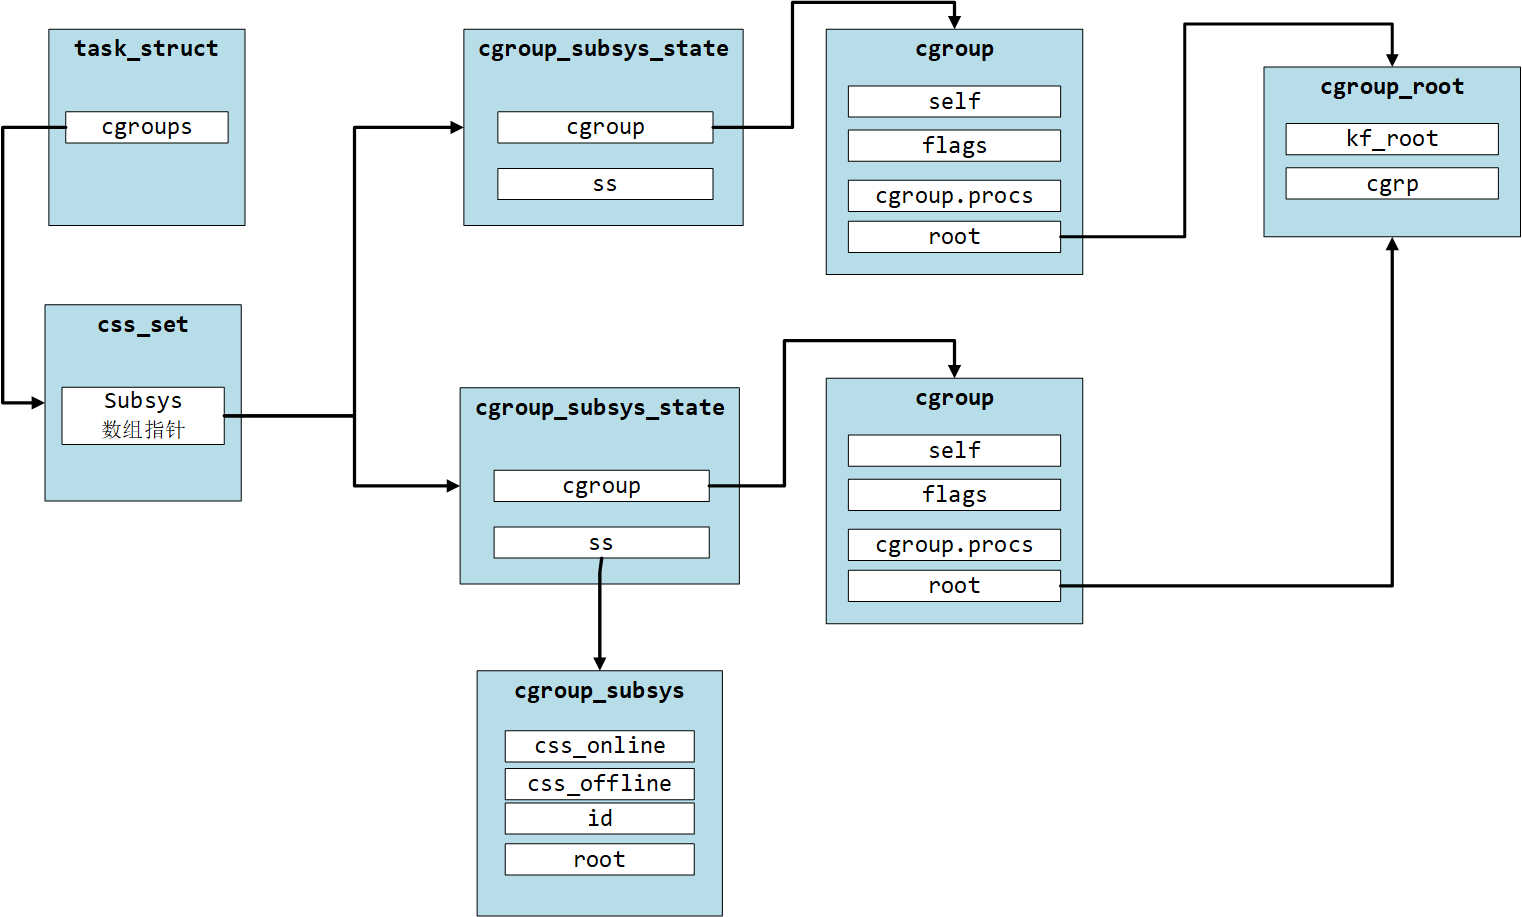 task_struct
cgroups
css_set
Subsys
数组指针
cgroup_subsys_state
cgroup
ss
cgroup_subsys_state
cgroup
ss
cgroup_subsys
css_online
css_offline
id
root
cgroup
self
flags
cgroup.procs
root
cgroup
self
flags
cgroup.procs
root
cgroup_root
kf_root
cgrp